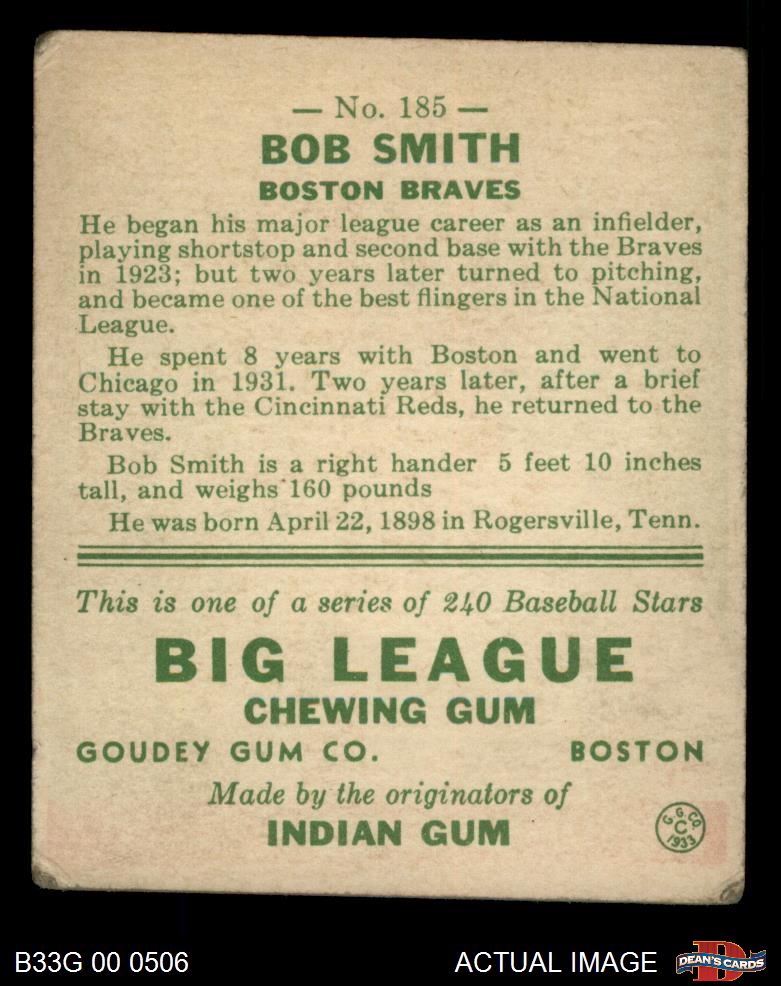 — No. 185 —
BOB SMITH
BOSTON BRAVES
He began his major league career as an infielder,
playing shortstop and second base with the Braves
in 1923; but two years later turned to pitching,
and became one of the best flingers in the National
League.
He spent 8 years with Boston and went to
Chicago in 1931. Two years later, after a brief
stay with the Cincinnati Reds, he returned to the
Braves.
Bob Smith is a right hander 5 feet 10 inches
tall, and weighs 160 pounds
He was born April 22, 1898 in Rogersville, Tenn.
This is one of a series of 240 Baseball Stars
BIG LEAGUE
CHEWING GUM
GOUDEY GUM CO. BOSTON
Made by the originators of
INDIAN GUM
G. G. CO.
C
1933
B33G 00 0506 ACTUAL IMAGE
D
DEAN'S CARDS